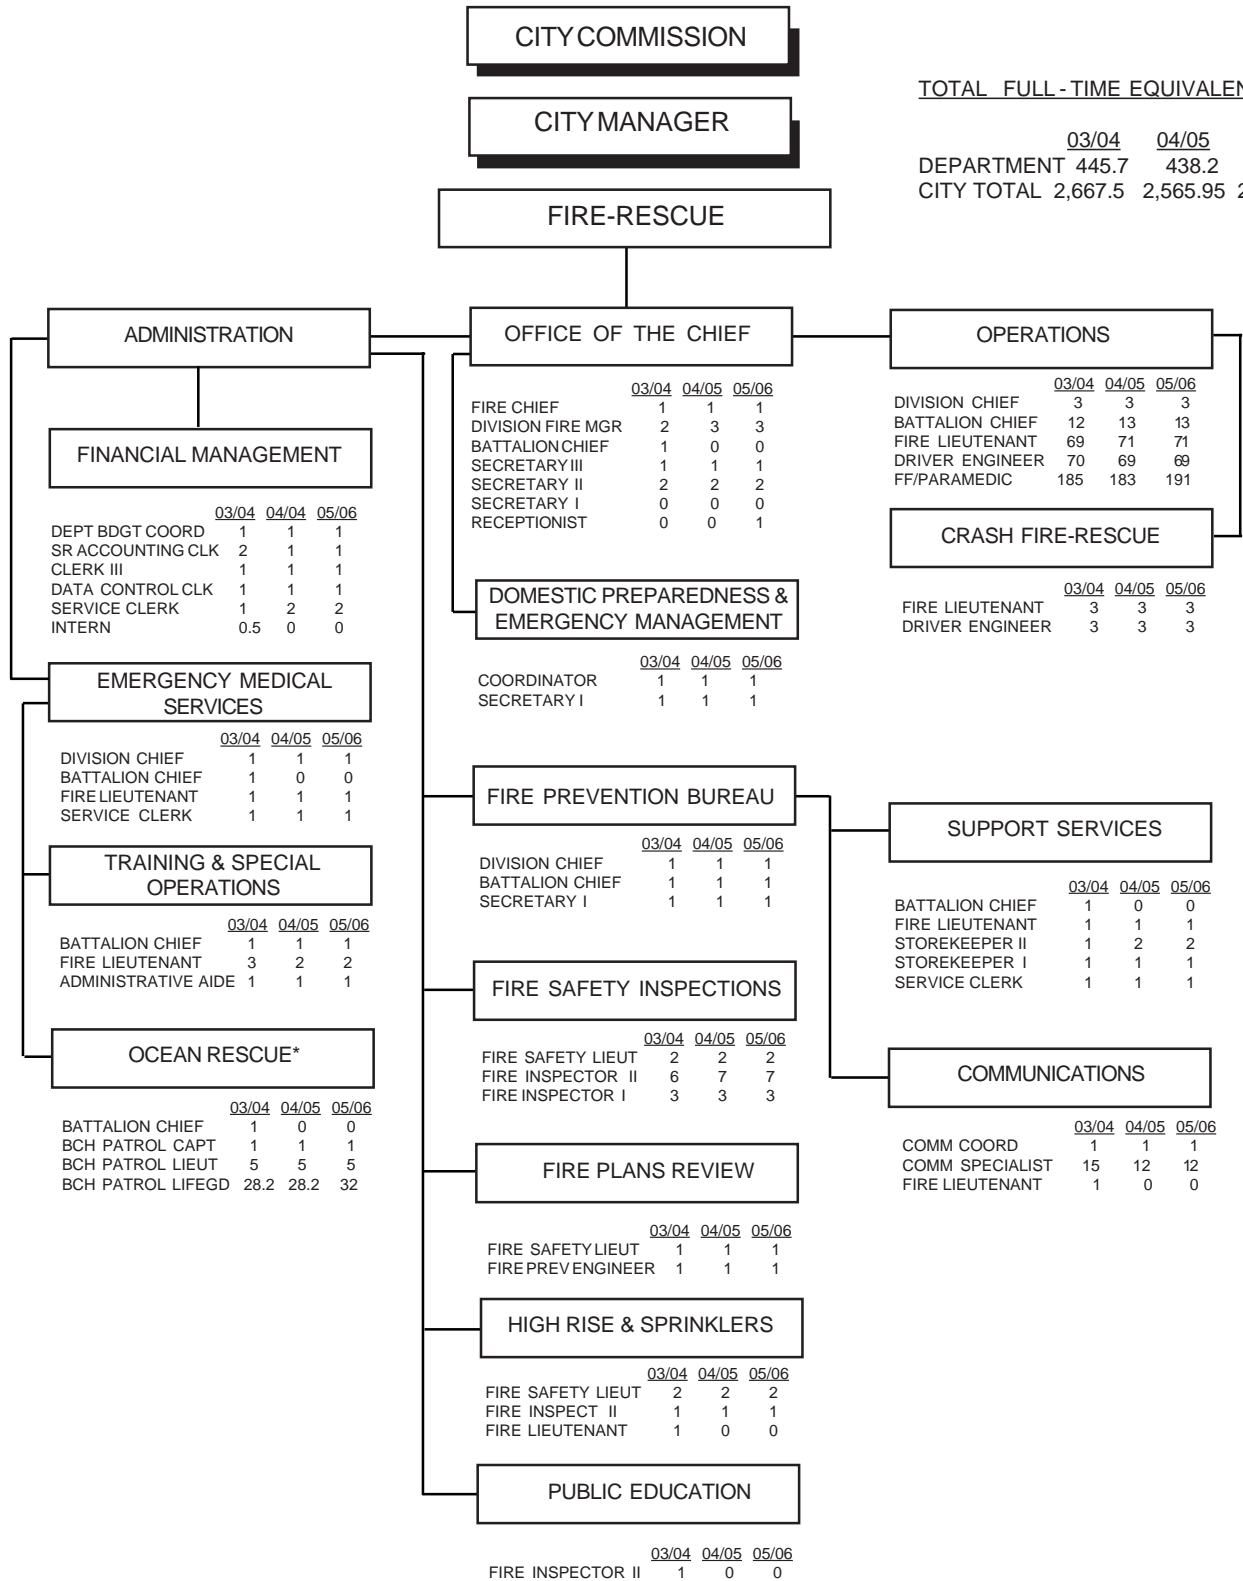 CITY COMMISSION
CITY MANAGER
TOTAL FULL-TIME EQUIVALEN
03/04 04/05
DEPARTMENT 445.7 438.2
CITY TOTAL 2,667.5 2,565.95 2
FIRE-RESCUE
ADMINISTRATION
OFFICE OF THE CHIEF
03/04 04/05 05/06
FIRE CHIEF 1 1 1
DIVISION FIRE MGR 2 3 3
BATTALION CHIEF 1 0 0
SECRETARY III 1 1 1
SECRETARY II 2 2 2
SECRETARY I 0 0 0
RECEPTIONIST 0 0 1
OPERATIONS
03/04 04/05 05/06
DIVISION CHIEF 3 3 3
BATTALION CHIEF 12 13 13
FIRE LIEUTENANT 69 71 71
DRIVER ENGINEER 70 69 69
FF/PARAMEDIC 185 183 191
FINANCIAL MANAGEMENT
03/04 04/04 05/06
DEPT BDGT COORD 1 1 1
SR ACCOUNTING CLK 2 1 1
CLERK III 1 1 1
DATA CONTROL CLK 1 1 1
SERVICE CLERK 1 2 2
INTERN 0.5 0 0
CRASH FIRE-RESCUE
03/04 04/05 05/06
FIRE LIEUTENANT 3 3 3
DRIVER ENGINEER 3 3 3
DOMESTIC PREPAREDNESS &
EMERGENCY MANAGEMENT
03/04 04/05 05/06
COORDINATOR 1 1 1
SECRETARY I 1 1 1
EMERGENCY MEDICAL
SERVICES
03/04 04/05 05/06
DIVISION CHIEF 1 1 1
BATTALION CHIEF 1 0 0
FIRE LIEUTENANT 1 1 1
SERVICE CLERK 1 1 1
FIRE PREVENTION BUREAU
03/04 04/05 05/06
DIVISION CHIEF 1 1 1
BATTALION CHIEF 1 1 1
SECRETARY I 1 1 1
SUPPORT SERVICES
03/04 04/05 05/06
BATTALION CHIEF 1 0 0
FIRE LIEUTENANT 1 1 1
STOREKEEPER II 1 2 2
STOREKEEPER I 1 1 1
SERVICE CLERK 1 1 1
TRAINING & SPECIAL
OPERATIONS
03/04 04/05 05/06
BATTALION CHIEF 1 1 1
FIRE LIEUTENANT 3 2 2
ADMINISTRATIVE AIDE 1 1 1
FIRE SAFETY INSPECTIONS
03/04 04/05 05/06
FIRE SAFETY LIEUT 2 2 2
FIRE INSPECTOR II 6 7 7
FIRE INSPECTOR I 3 3 3
OCEAN RESCUE*
03/04 04/05 05/06
BATTALION CHIEF 1 0 0
BCH PATROL CAPT 1 1 1
BCH PATROL LIEUT 5 5 5
BCH PATROL LIFEGD 28.2 28.2 32
COMMUNICATIONS
03/04 04/05 05/06
COMM COORD 1 1 1
COMM SPECIALIST 15 12 12
FIRE LIEUTENANT 1 0 0
FIRE PLANS REVIEW
03/04 04/05 05/06
FIRE SAFETY LIEUT 1 1 1
FIRE PREV ENGINEER 1 1 1
HIGH RISE & SPRINKLERS
03/04 04/05 05/06
FIRE SAFETY LIEUT 2 2 2
FIRE INSPECT II 1 1 1
FIRE LIEUTENANT 1 0 0
PUBLIC EDUCATION
03/04 04/05 05/06
FIRE INSPECTOR II 1 0 0